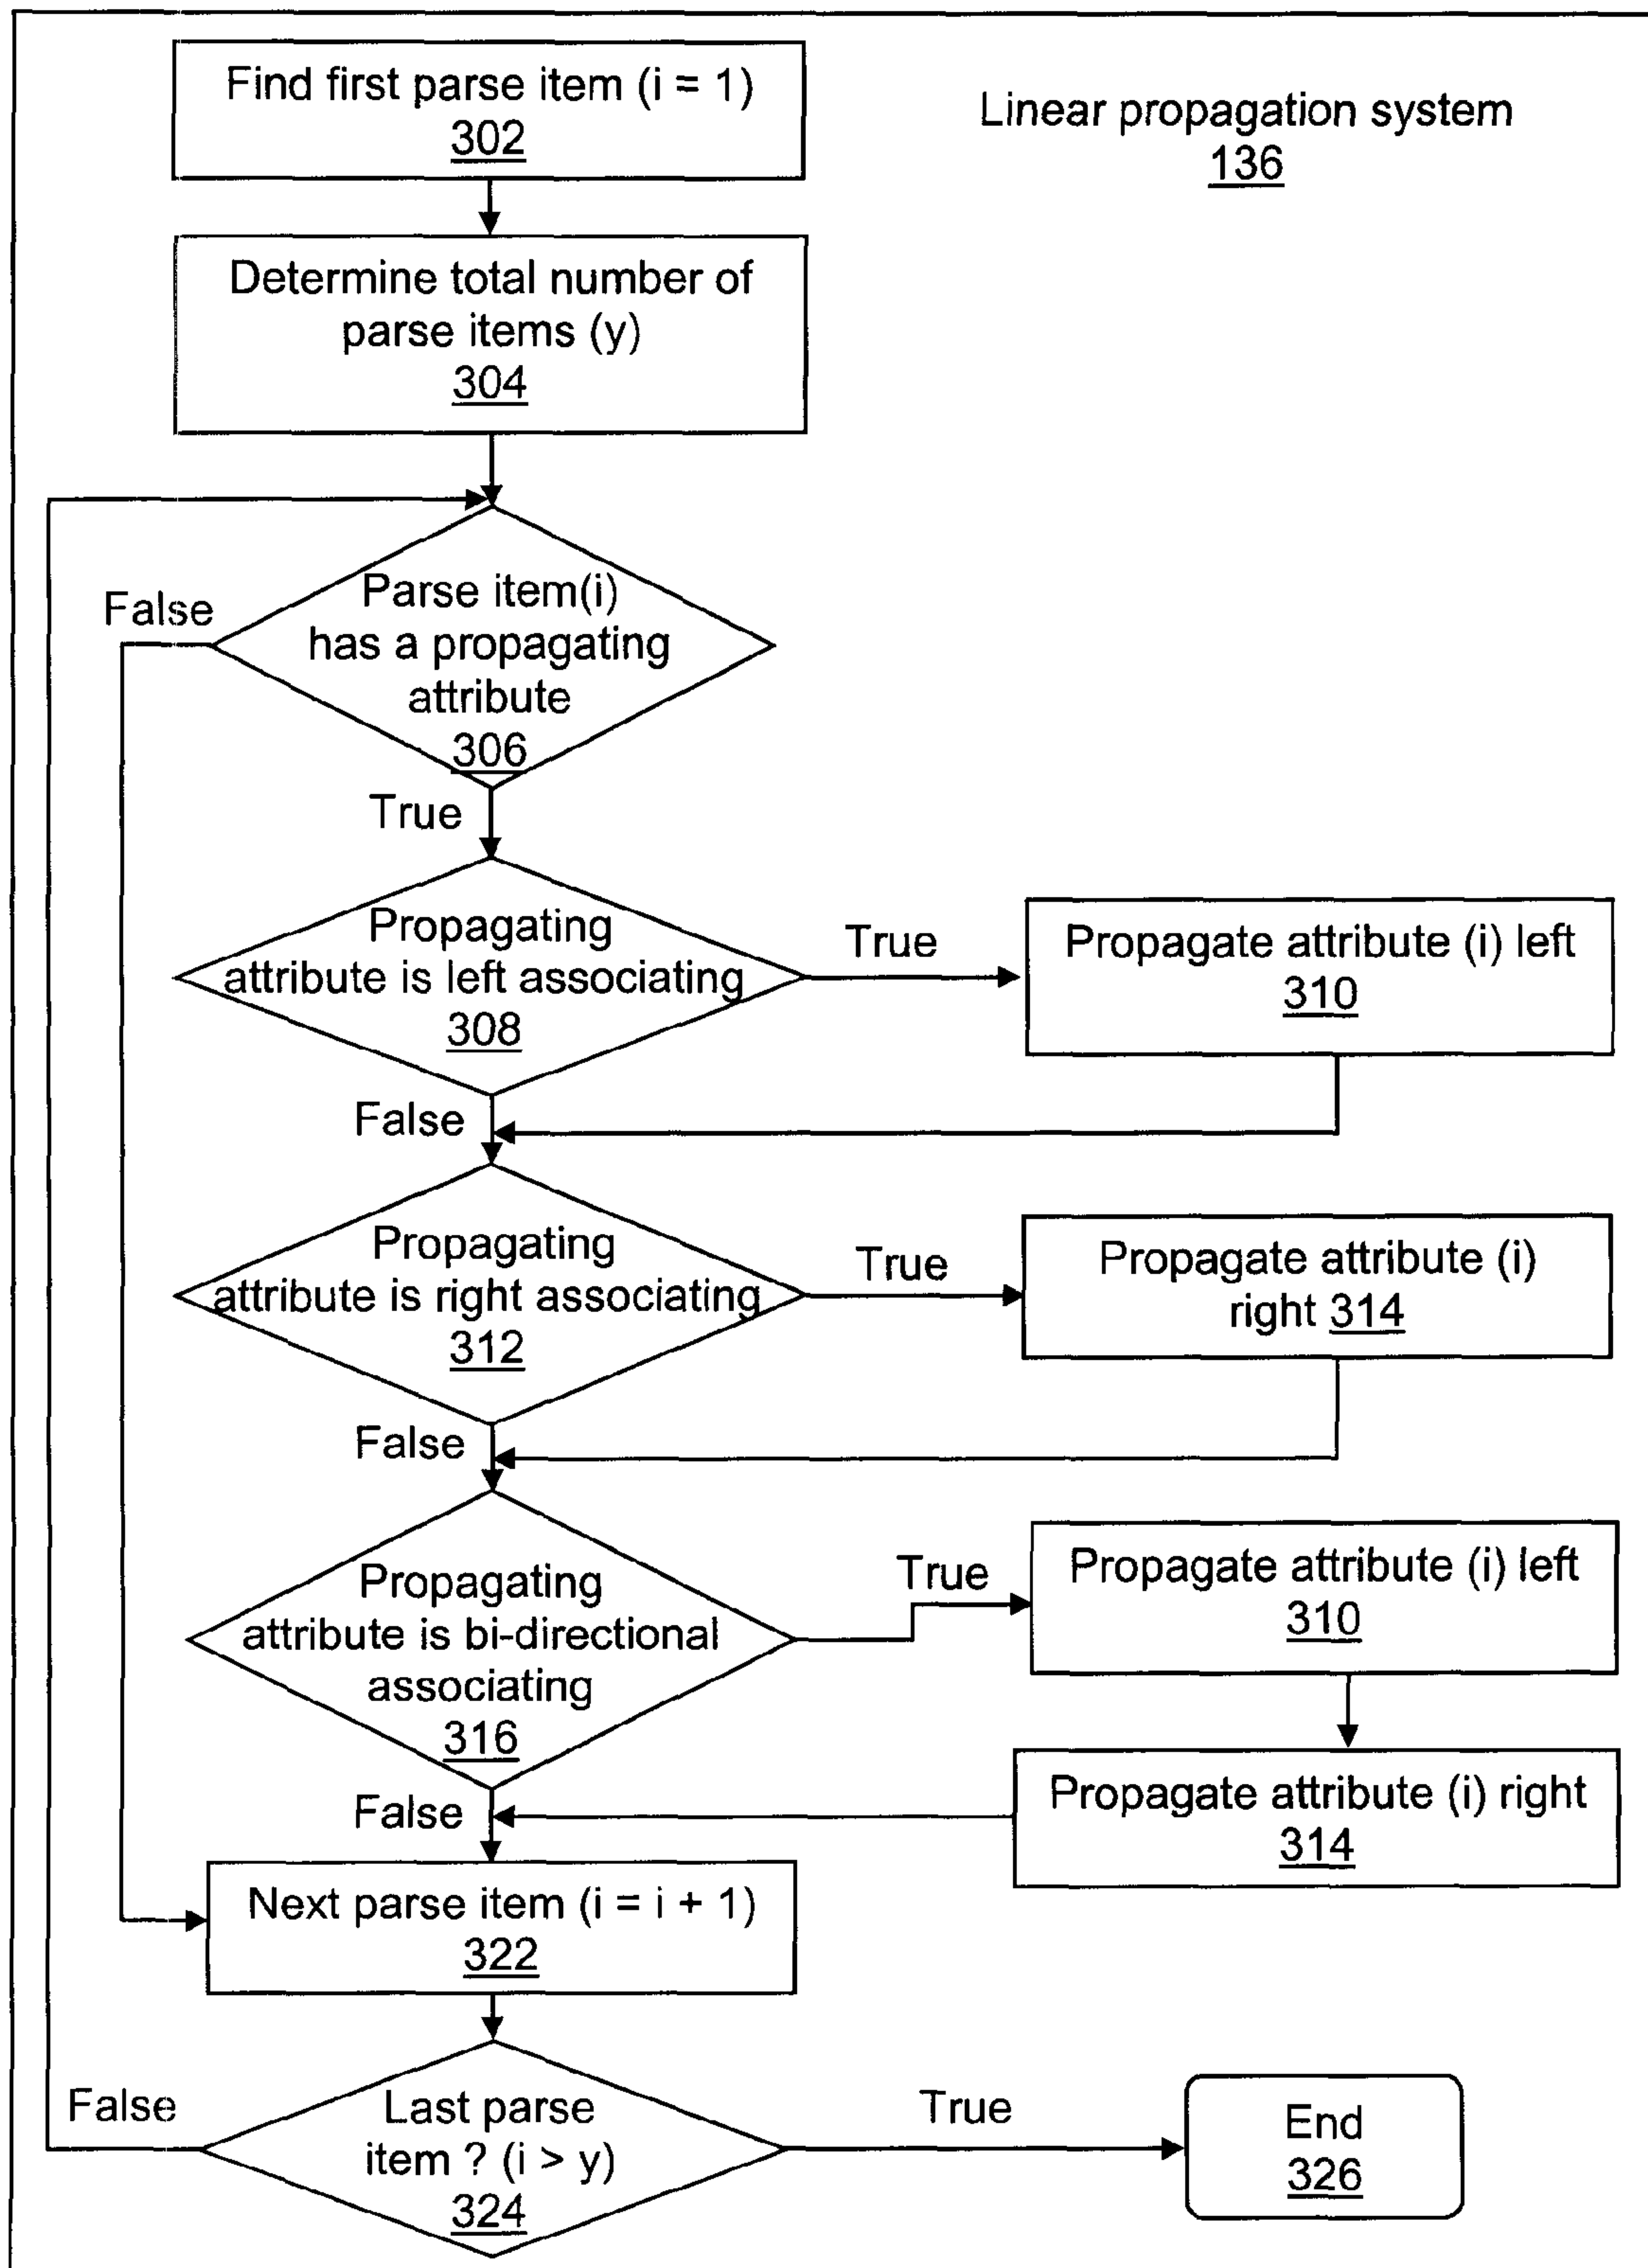 Find first parse item (i = 1)
302
Linear propagation system
136
Determine total number of
parse items (y)
304
Parse item(i)
has a propagating
attribute
306
False
True
Propagating
attribute is left associating
308
True
Propagate attribute (i) left
310
False
Propagating
attribute is right associating
312
True
Propagate attribute (i)
right 314
False
Propagating
attribute is bi-directional
associating
316
True
Propagate attribute (i) left
310
Propagate attribute (i) right
314
False
Next parse item (i = i + 1)
322
False
Last parse
item ? (i > y)
324
True
End
326